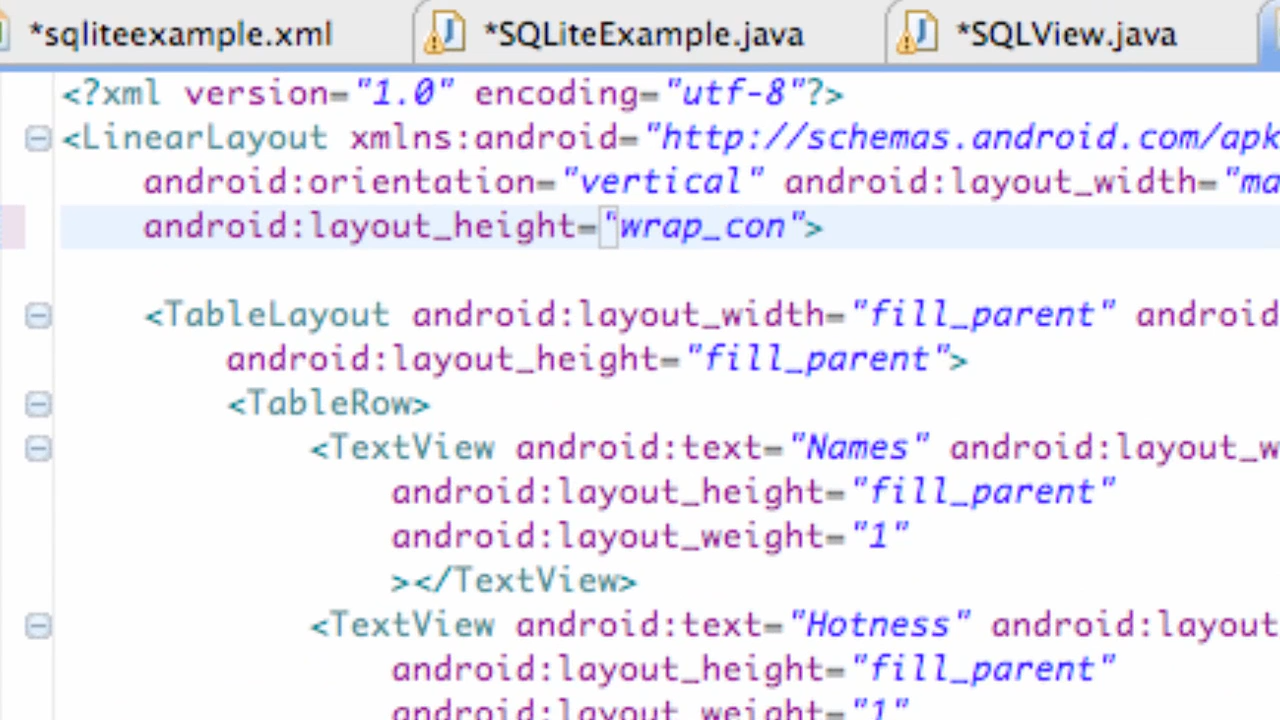 *sqliteexample.xml *SQLiteExample.java *SQLView.java
<?xml version="1.0" encoding="utf-8"?>
<LinearLayout xmlns:android="http://schemas.android.com/apk
android:orientation="vertical" android:layout_width="ma
android:layout_height="wrap_con">
<TableLayout android:layout_width="fill_parent" android
android:layout_height="fill_parent">
<TableRow>
<TextView android:text="Names" android:layout_w
android:layout_height="fill_parent"
android:layout_weight="1"
></TextView>
<TextView android:text="Hotness" android:layout
android:layout_height="fill_parent"
android:layout_weight="1"